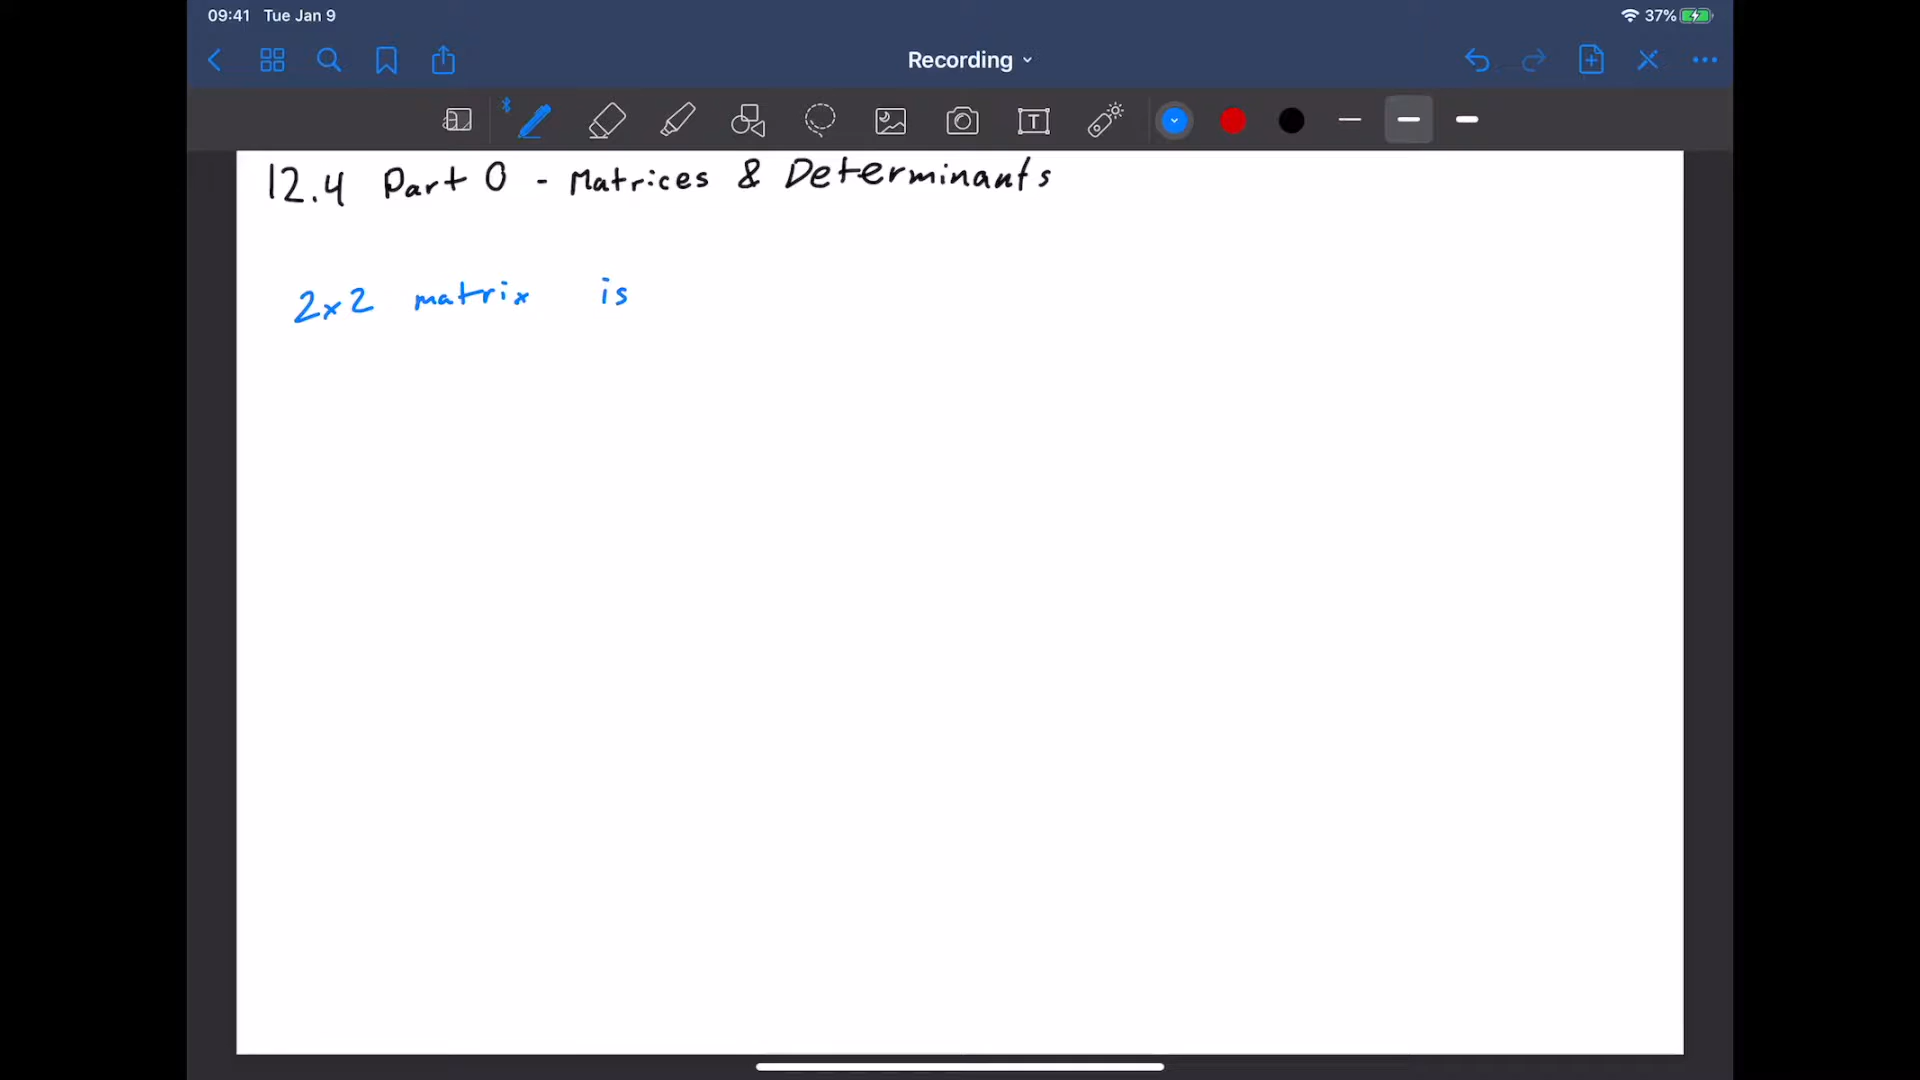 09:41 Tue Jan 9 37%
Recording
T
12.4 Part 0 - Matrices & Determinants
2x2 matrix is